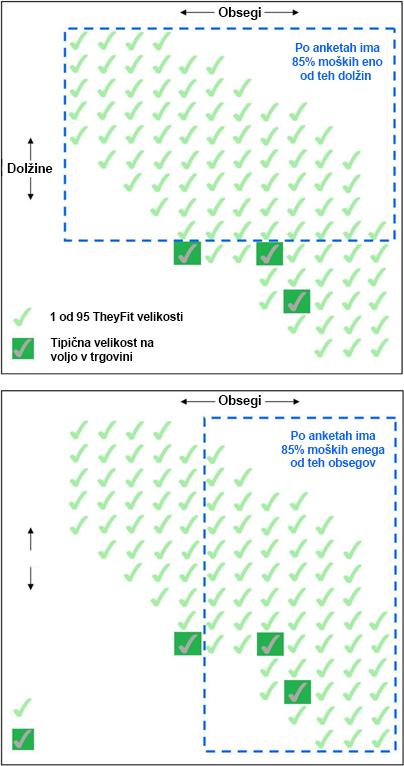 Obsegi
Po anketah ima
85% moških eno
od teh dolžin
Dolžine
1 od 95 TheyFit velikosti
Tipična velikost na
voljo v trgovini
Obsegi
Po anketah ima
85% moških enega
od teh obsegov